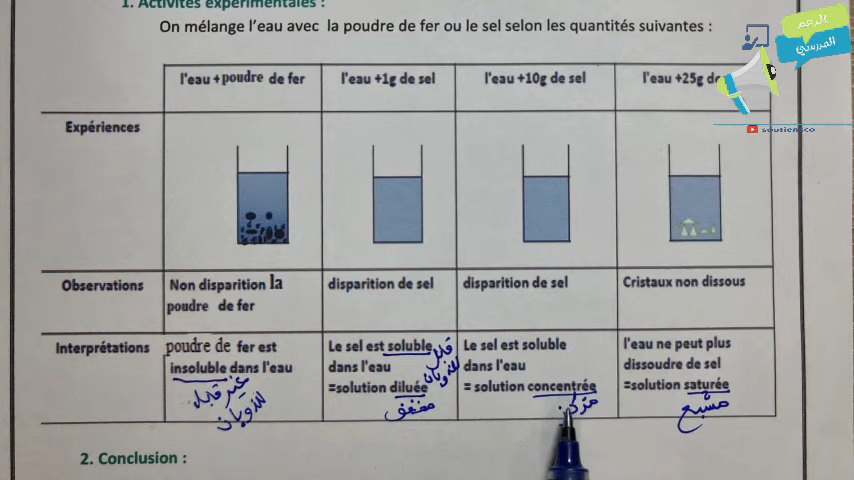 1. Activités expérimentales :
On mélange l'eau avec la poudre de fer ou le sel selon les quantités suivantes :
l'eau +poudre de fer
l'eau +1g de sel
l'eau +10g de sel
l'eau +25g de
Expériences
Observations
Non disparition la
poudre de fer
disparition de sel
disparition de sel
Cristaux non dissous
Interprétations
poudre de fer est
insoluble dans l'eau
غير قابل
للذوبان
Le sel est soluble
dans l'eau
=solution diluée
قابل
للذوبان
مخفف
Le sel est soluble
dans l'eau
= solution concentrée
مركز
l'eau ne peut plus
dissoudre de sel
=solution saturée
مشبع
2. Conclusion :
الدعم
المدرسي
soutiensco